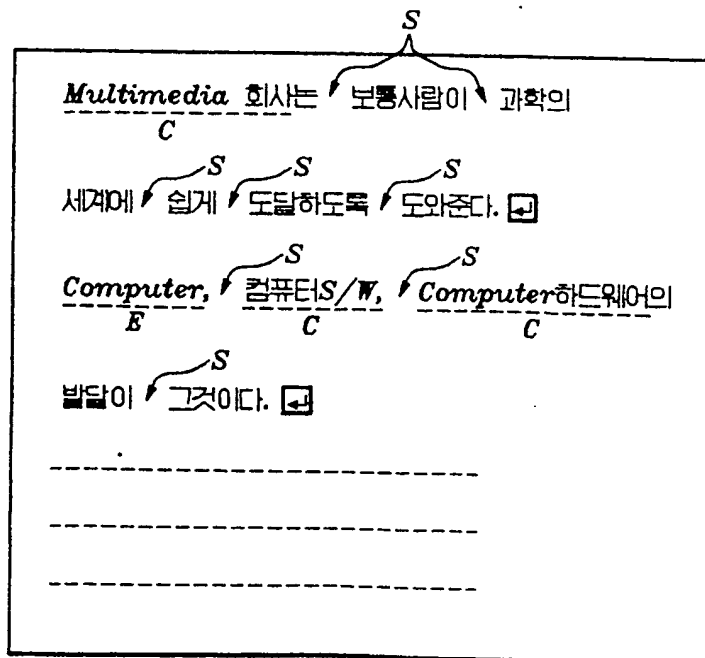 S
Multimedia 회사는 보통사람이 과학의
C
S S S
세계에 쉽게 도달하도록 도와준다. ↵
S S
Computer, 컴퓨터S/W, Computer하드웨어의
E C C
S
발달이 그것이다. ↵